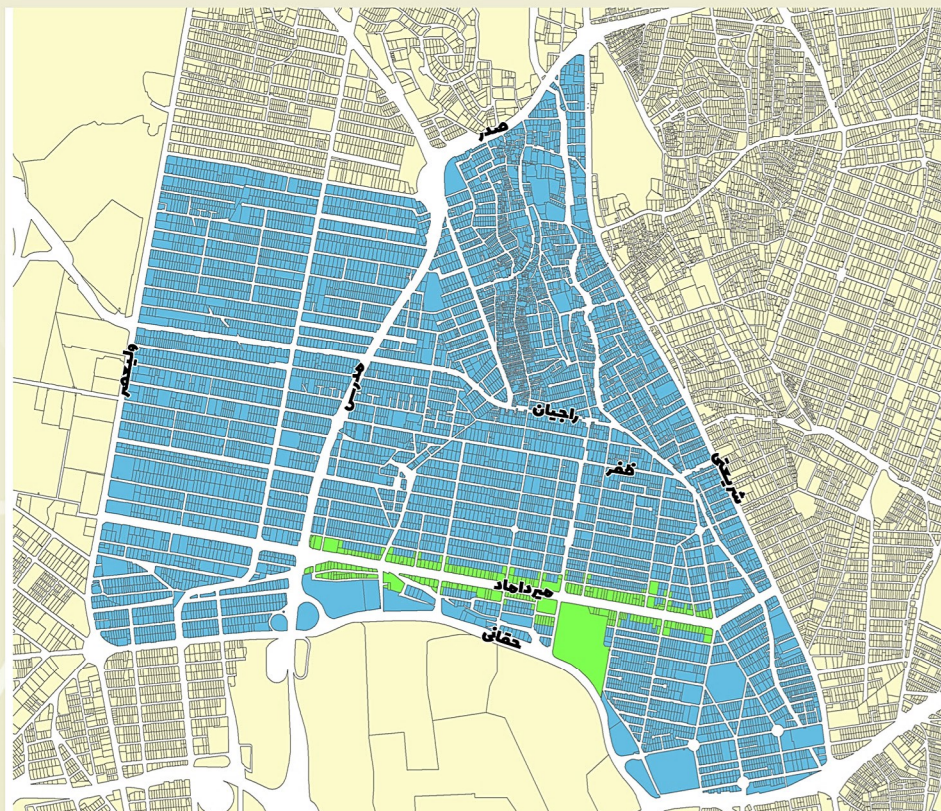 صدر
ولیعصر
مدرس
راجیان
ظفر
شریعتی
میرداماد
حقانی